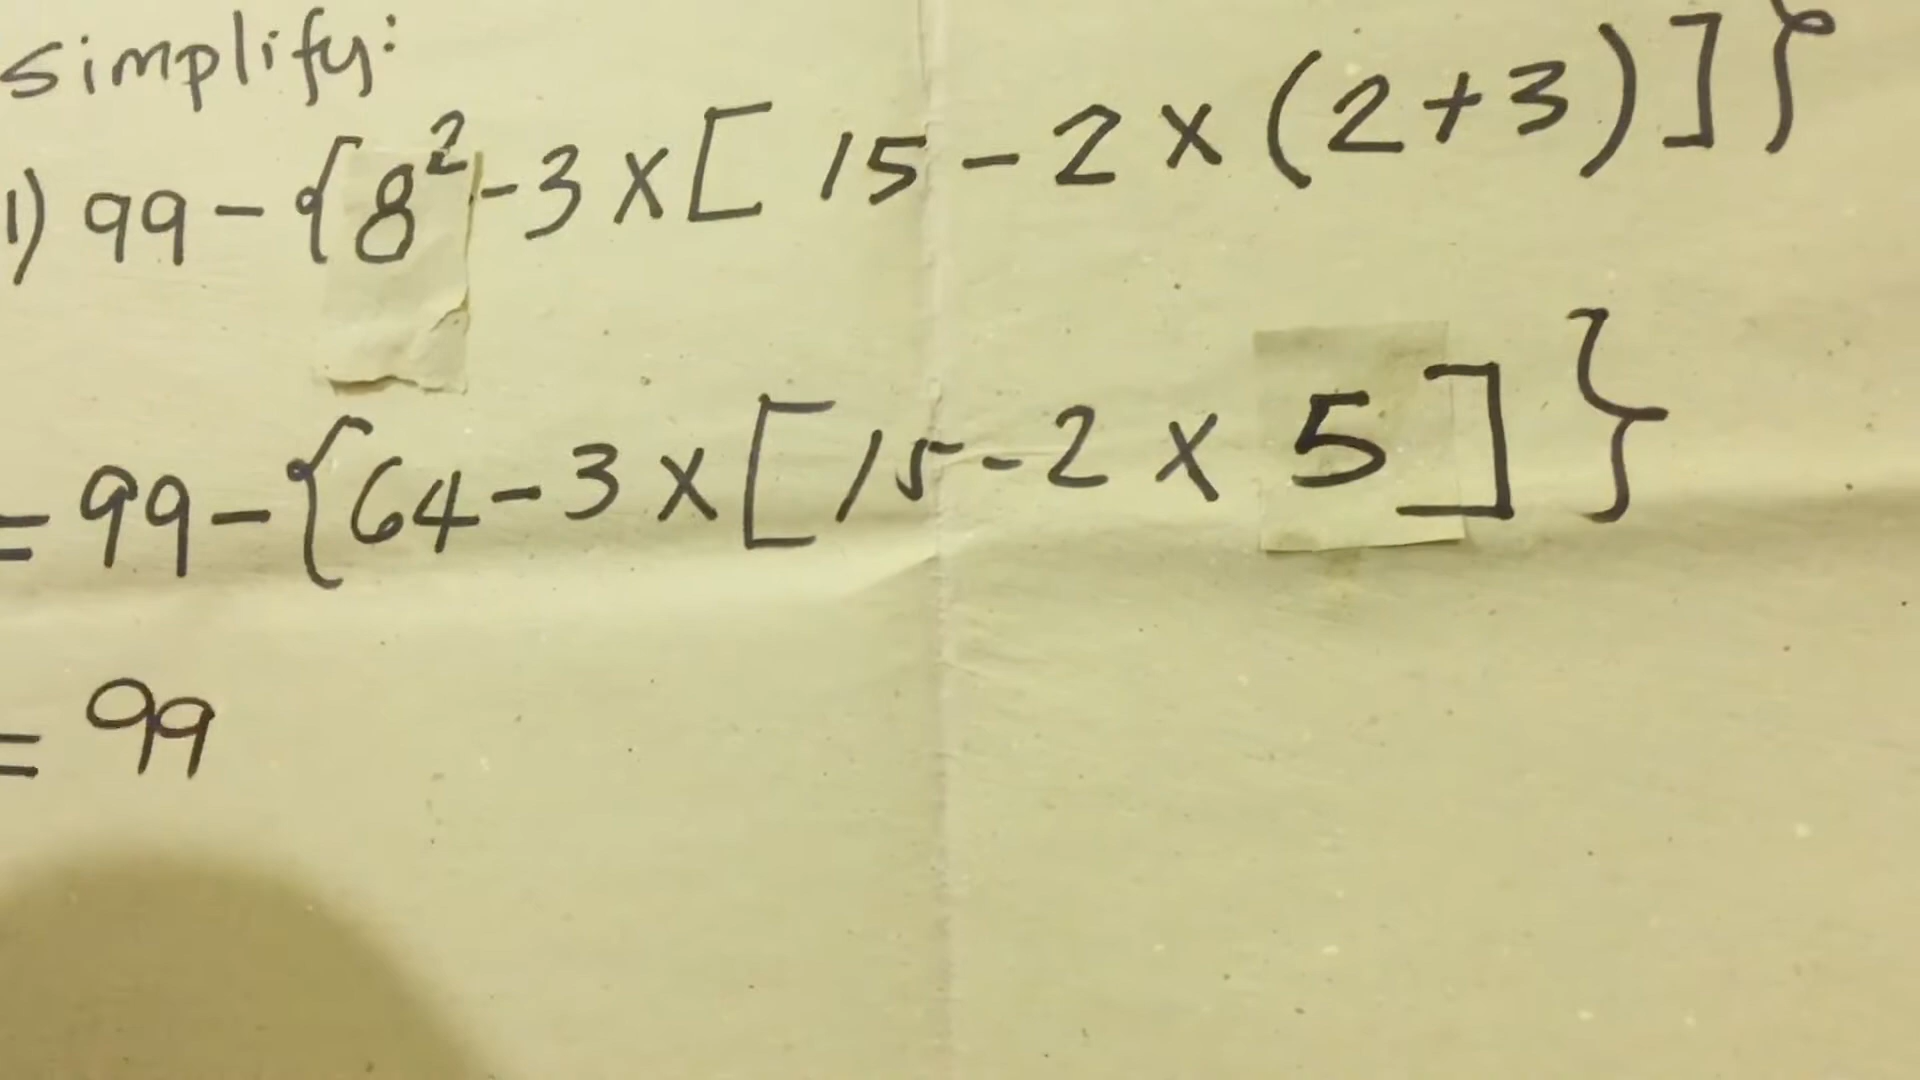 simplify:
1) 99 - {8² - 3 × [ 15 - 2 × (2 + 3) ] }
= 99 - {64 - 3 × [ 15 - 2 × 5 ] }
= 99